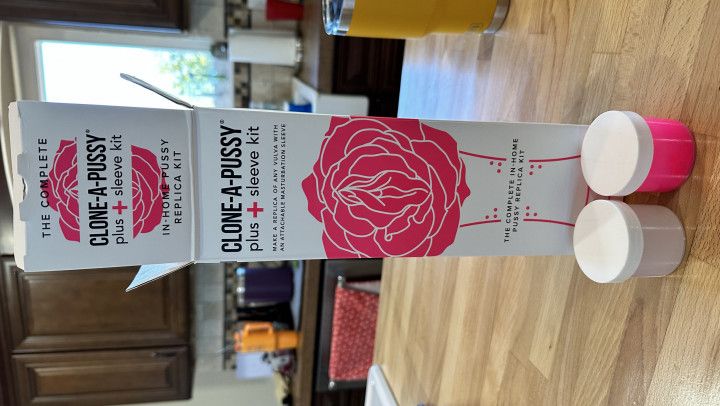 THE COMPLETE
CLONE-A-PUSSY®
plus + sleeve kit
IN-HOME PUSSY
REPLICA KIT
CLONE-A-PUSSY®
plus + sleeve kit
MAKE A REPLICA OF ANY VULVA WITH
AN ATTACHABLE MASTURBATION SLEEVE
THE COMPLETE IN-HOME
PUSSY REPLICA KIT